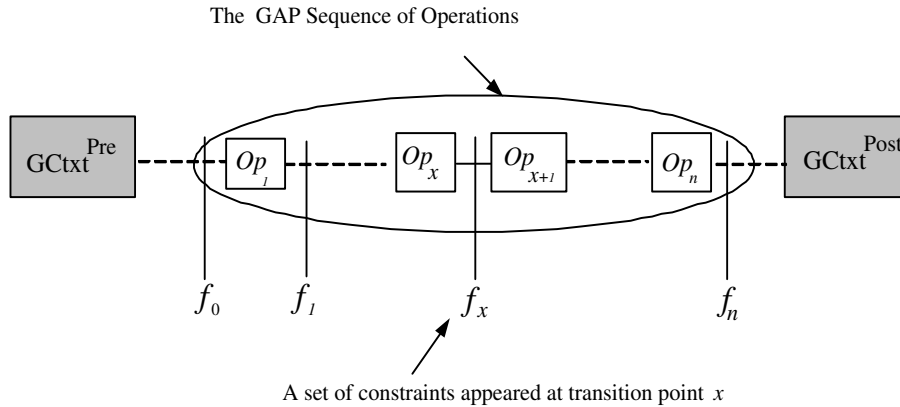 The GAP Sequence of Operations
GCtxt^Pre Op_1 Op_x Op_{x+1} Op_n GCtxt^Post
f_0 f_1 f_x f_n
A set of constraints appeared at transition point x